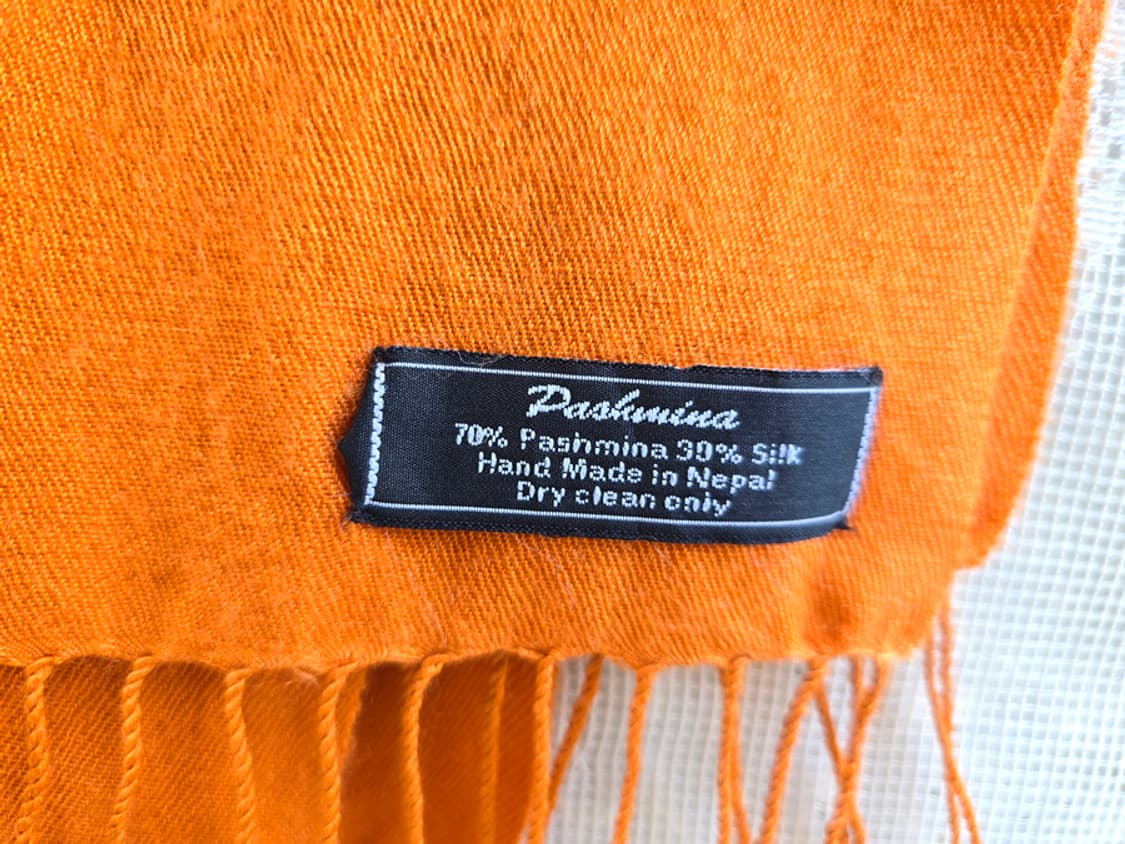 Pashmina
70% Pashmina 30% Silk
Hand Made in Nepal
Dry clean only